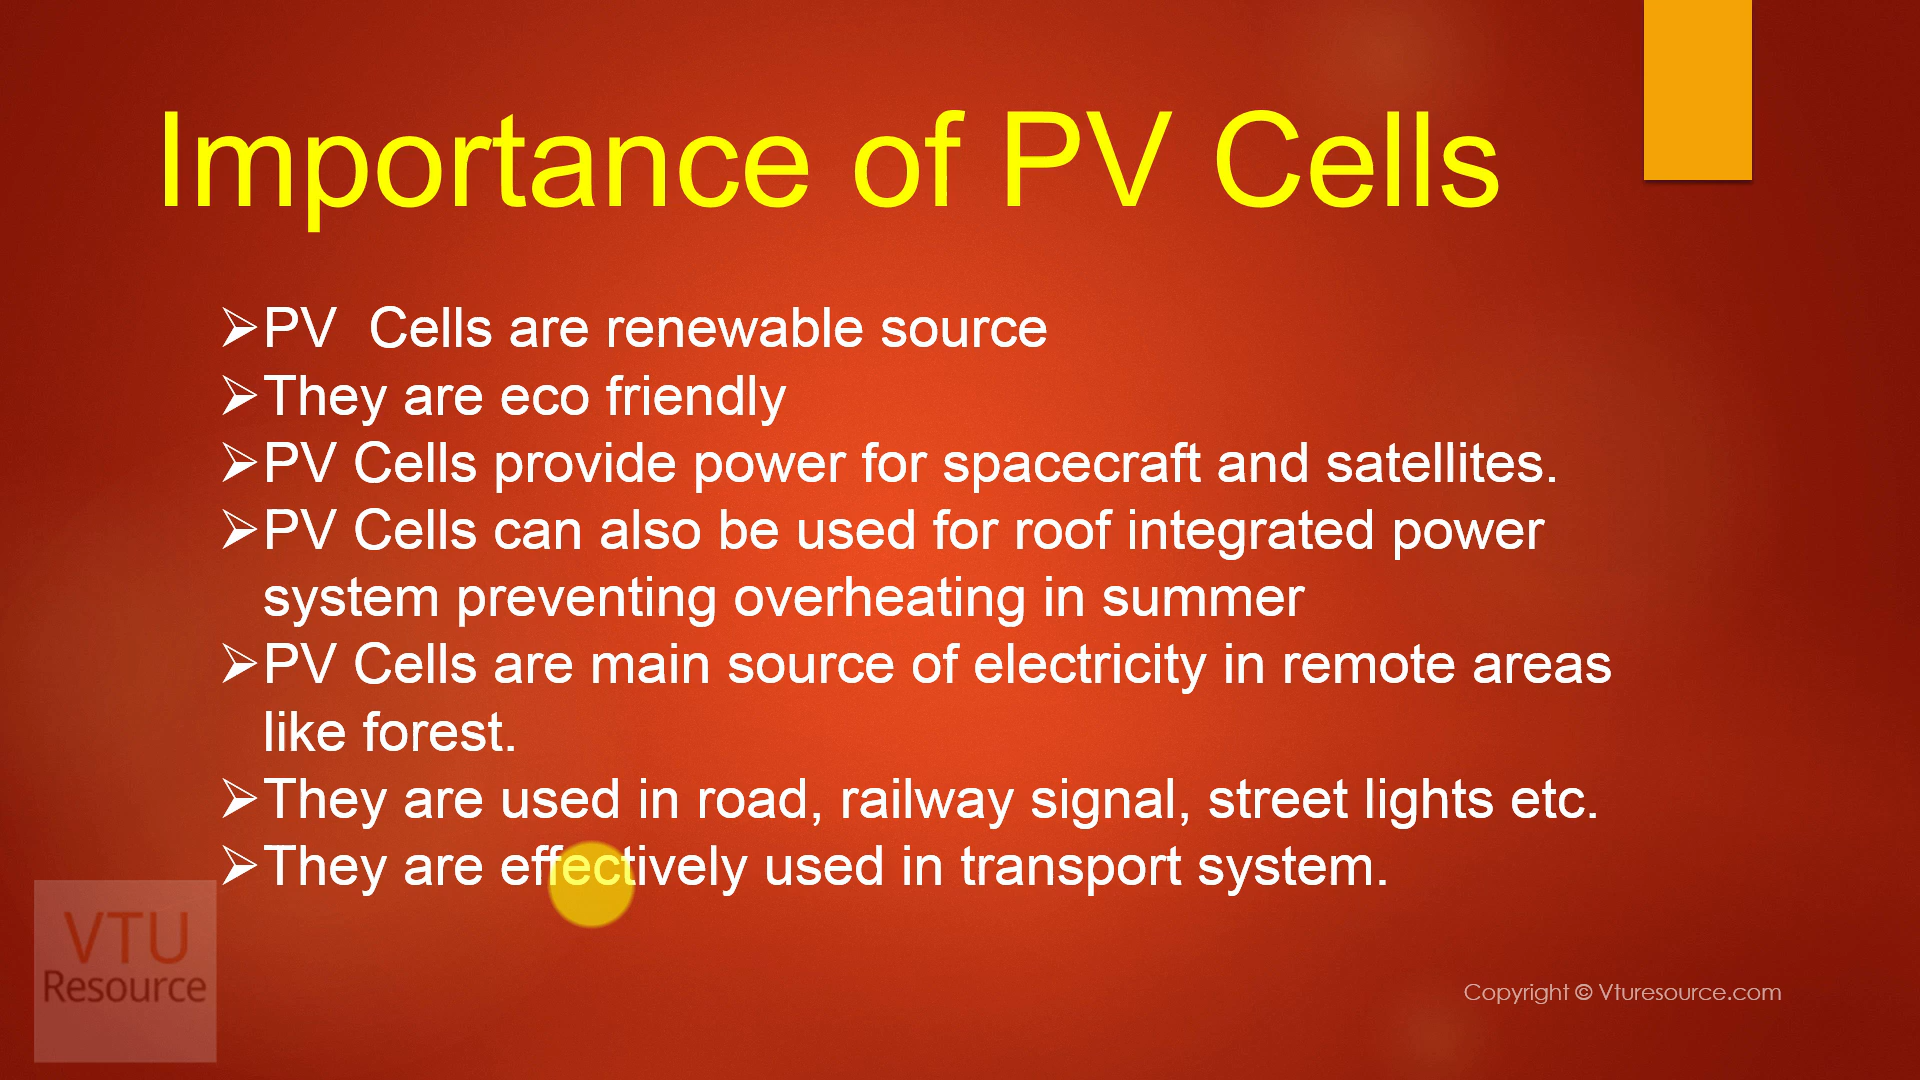 Importance of PV Cells
➢PV  Cells are renewable source
➢They are eco friendly
➢PV Cells provide power for spacecraft and satellites.
➢PV Cells can also be used for roof integrated power
system preventing overheating in summer
➢PV Cells are main source of electricity in remote areas
like forest.
➢They are used in road, railway signal, street lights etc.
➢They are effectively used in transport system.
VTU
Resource
Copyright © Vturesource.com